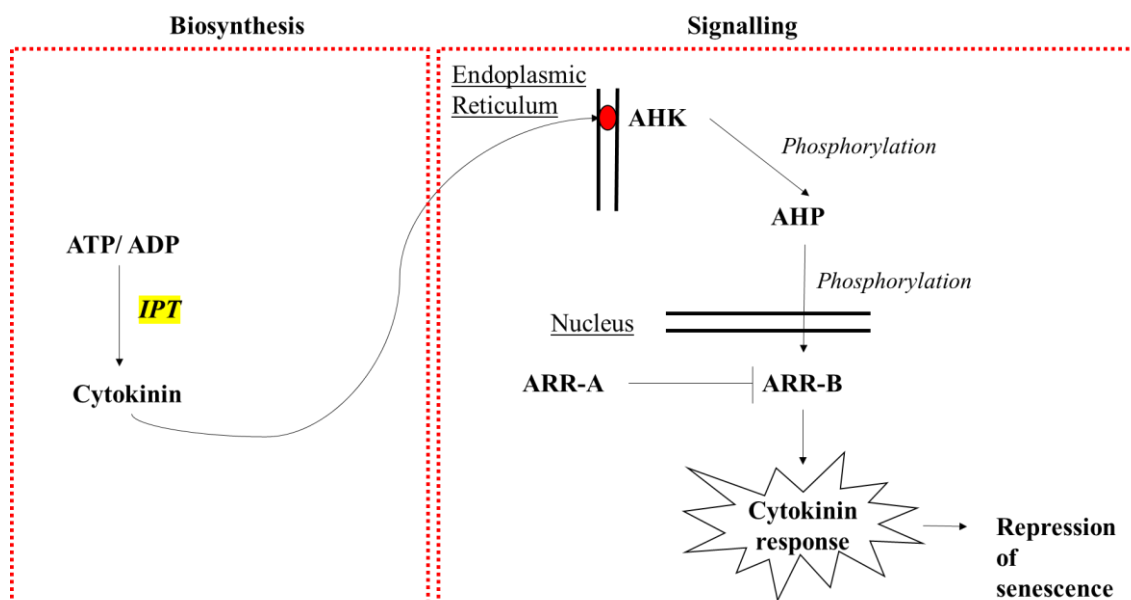 Biosynthesis
Signalling
Endoplasmic
Reticulum
AHK
Phosphorylation
AHP
ATP/ ADP
IPT
Phosphorylation
Nucleus
Cytokinin
ARR-A
ARR-B
Cytokinin
response
Repression
of
senescence